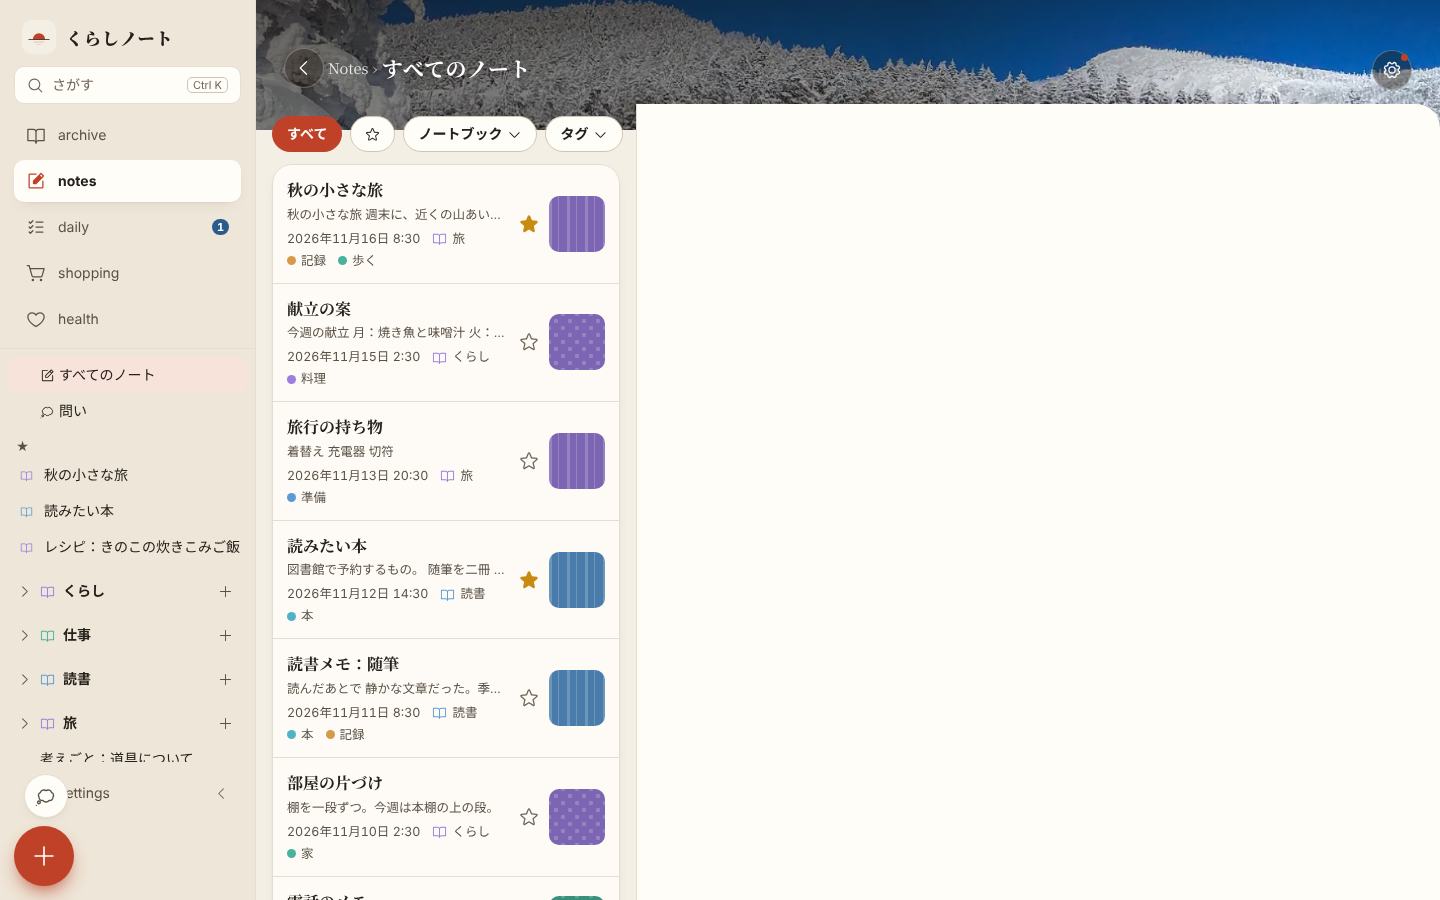 くらしノート
さがす Ctrl K
archive
notes
daily 1
shopping
health
すべてのノート
問い
★
秋の小さな旅
読みたい本
レシピ：きのこの炊きこみご飯
くらし
仕事
読書
旅
考えごと：道具について
ettings
Notes › すべてのノート
すべて ノートブック タグ
秋の小さな旅
秋の小さな旅 週末に、近くの山あい…
2026年11月16日 8:30 旅
記録 歩く
献立の案
今週の献立 月：焼き魚と味噌汁 火：…
2026年11月15日 2:30 くらし
料理
旅行の持ち物
着替え 充電器 切符
2026年11月13日 20:30 旅
準備
読みたい本
図書館で予約するもの。 随筆を二冊 …
2026年11月12日 14:30 読書
本
読書メモ：随筆
読んだあとで 静かな文章だった。季…
2026年11月11日 8:30 読書
本 記録
部屋の片づけ
棚を一段ずつ。今週は本棚の上の段。
2026年11月10日 2:30 くらし
家
電話のメモ